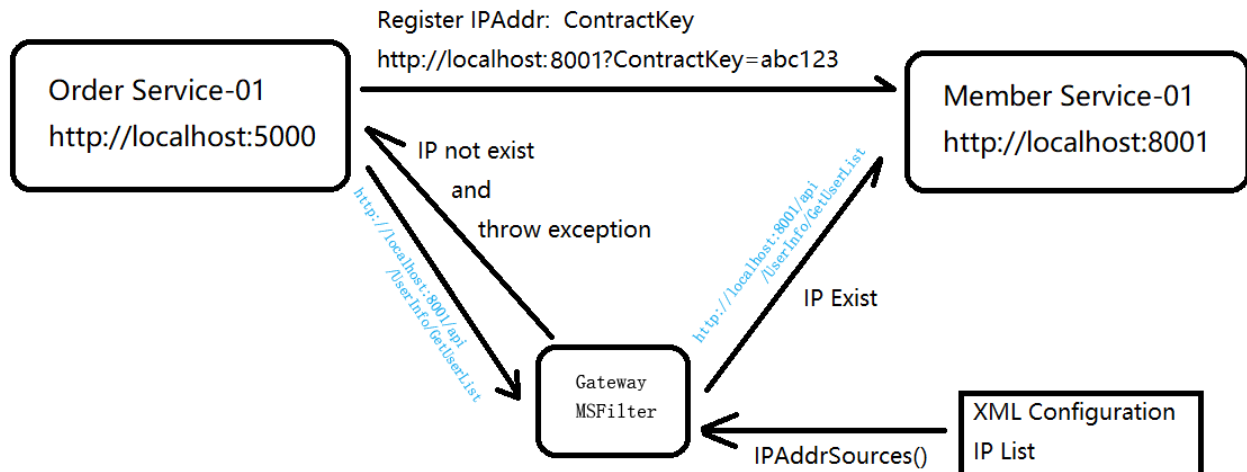 Register IPAddr: ContractKey
http://localhost:8001?ContractKey=abc123
Order Service-01
http://localhost:5000
Member Service-01
http://localhost:8001
IP not exist
and
throw exception
http://localhost:8001/api
/UserInfo/GetUserList
http://localhost:8001/api
/UserInfo/GetUserList
IP Exist
Gateway
MSFilter
IPAddrSources()
XML Configuration
IP List